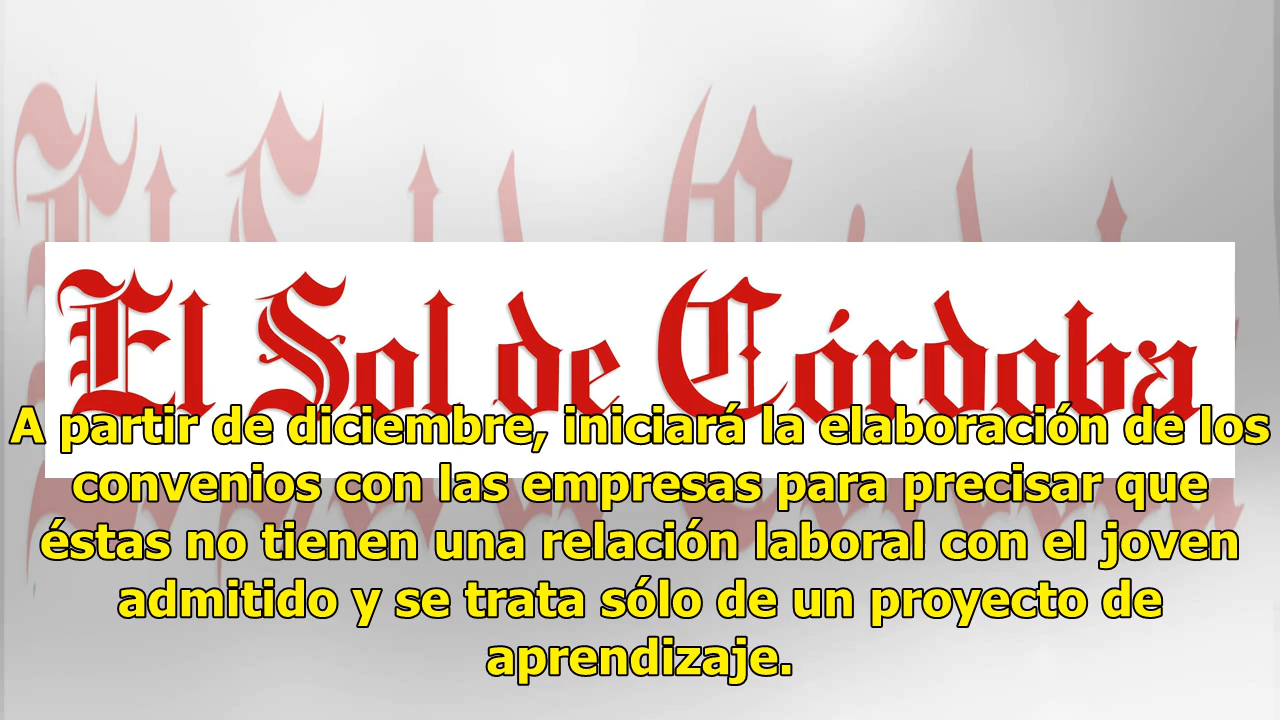 El Sol de Córdoba
A partir de diciembre, iniciará la elaboración de los
convenios con las empresas para precisar que
éstas no tienen una relación laboral con el joven
admitido y se trata sólo de un proyecto de
aprendizaje.